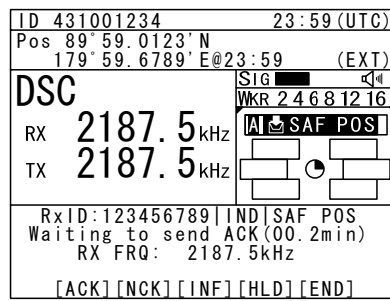 ID 431001234 23:59(UTC)
Pos 89°59.0123'N
179°59.6789'E@23:59 (EXT)
DSC
SIG
WKR 2 4 6 8 12 16
RX 2187.5kHz
A SAF POS
TX 2187.5kHz
RxID:123456789|IND|SAF POS
Waiting to send ACK(00.2min)
RX FRQ: 2187.5kHz
[ACK][NCK][INF][HLD][END]